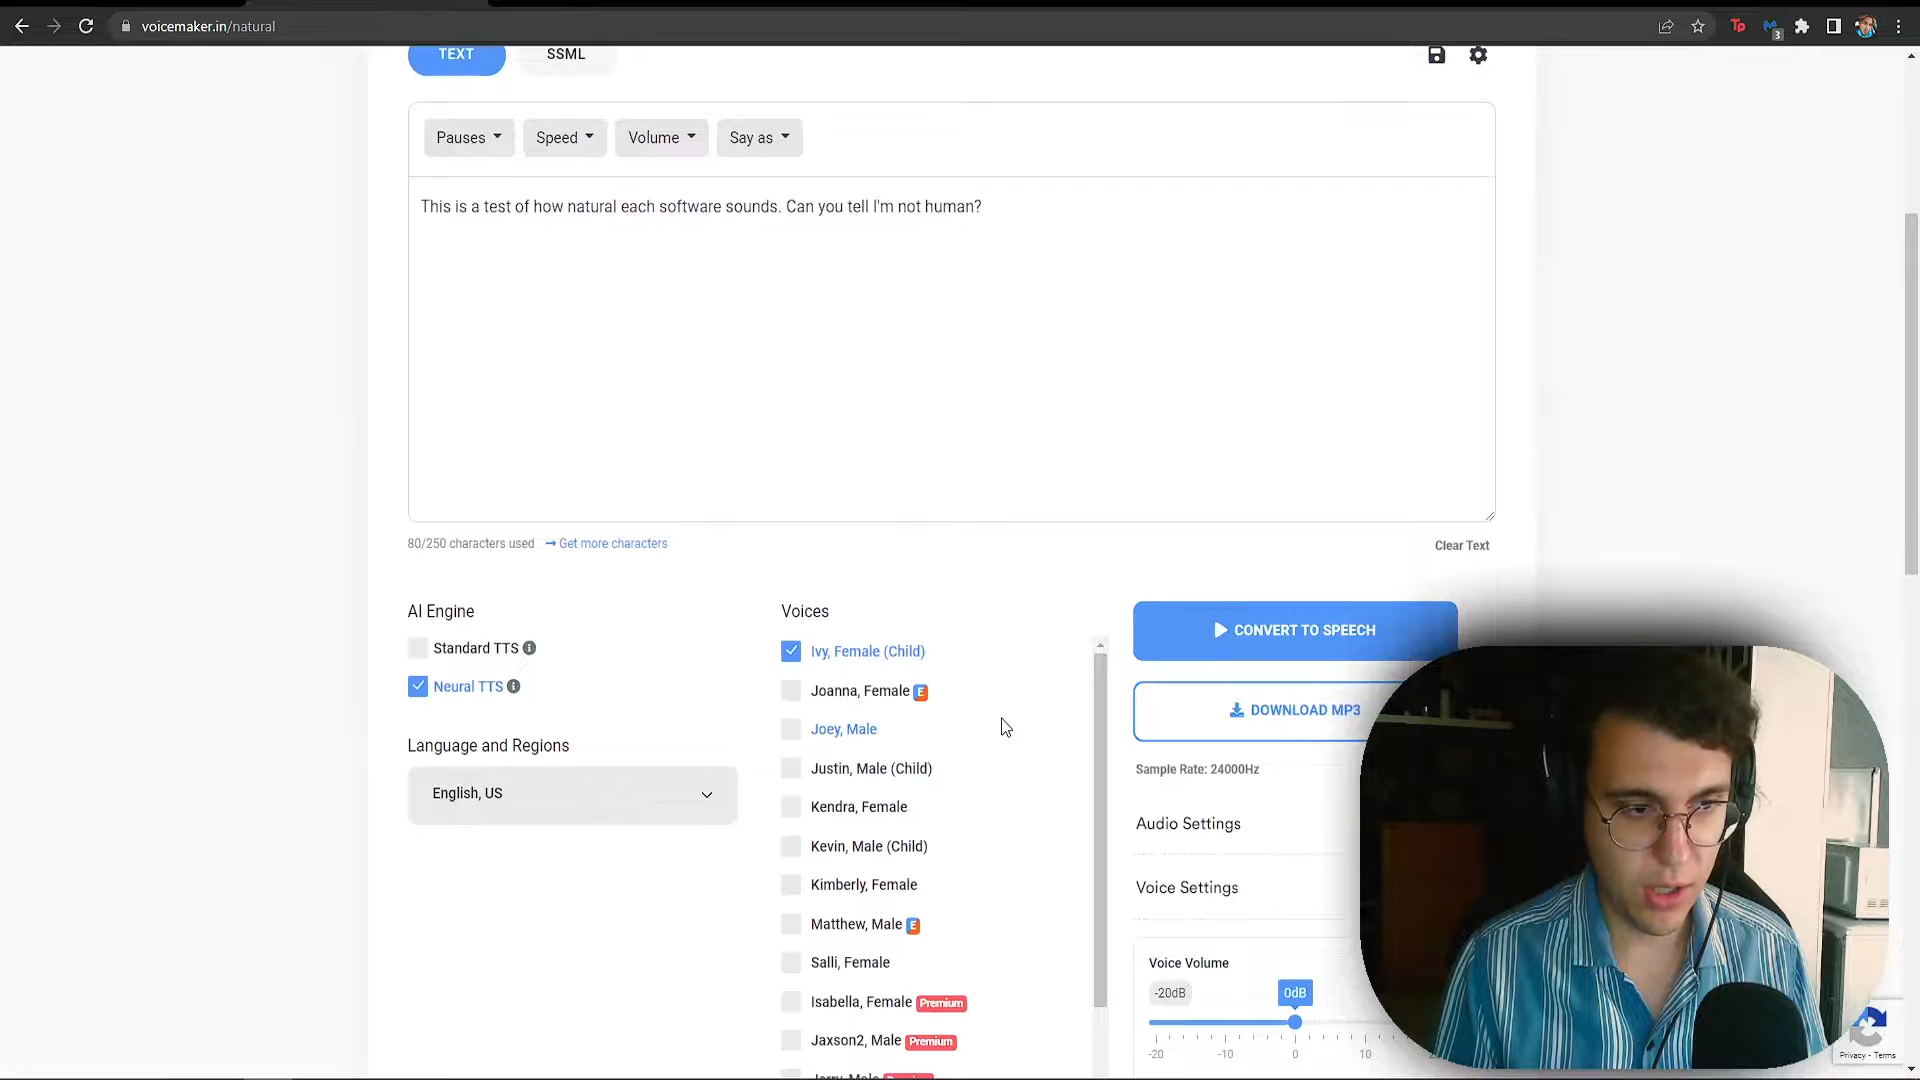 voicemaker.in/natural
3
TEXT
SSML
Pauses
Speed
Volume
Say as
This is a test of how natural each software sounds. Can you tell I'm not human?
80/250 characters used
Get more characters
Clear Text
AI Engine
Standard TTS
Neural TTS
Language and Regions
English, US
Voices
Ivy, Female (Child)
Joanna, Female E
Joey, Male
Justin, Male (Child)
Kendra, Female
Kevin, Male (Child)
Kimberly, Female
Matthew, Male E
Salli, Female
Isabella, Female Premium
Jaxson2, Male Premium
CONVERT TO SPEECH
DOWNLOAD MP3
Sample Rate: 24000Hz
Audio Settings
Voice Settings
Voice Volume
-20dB
0dB
-20 -10 0 10
Privacy - Terms